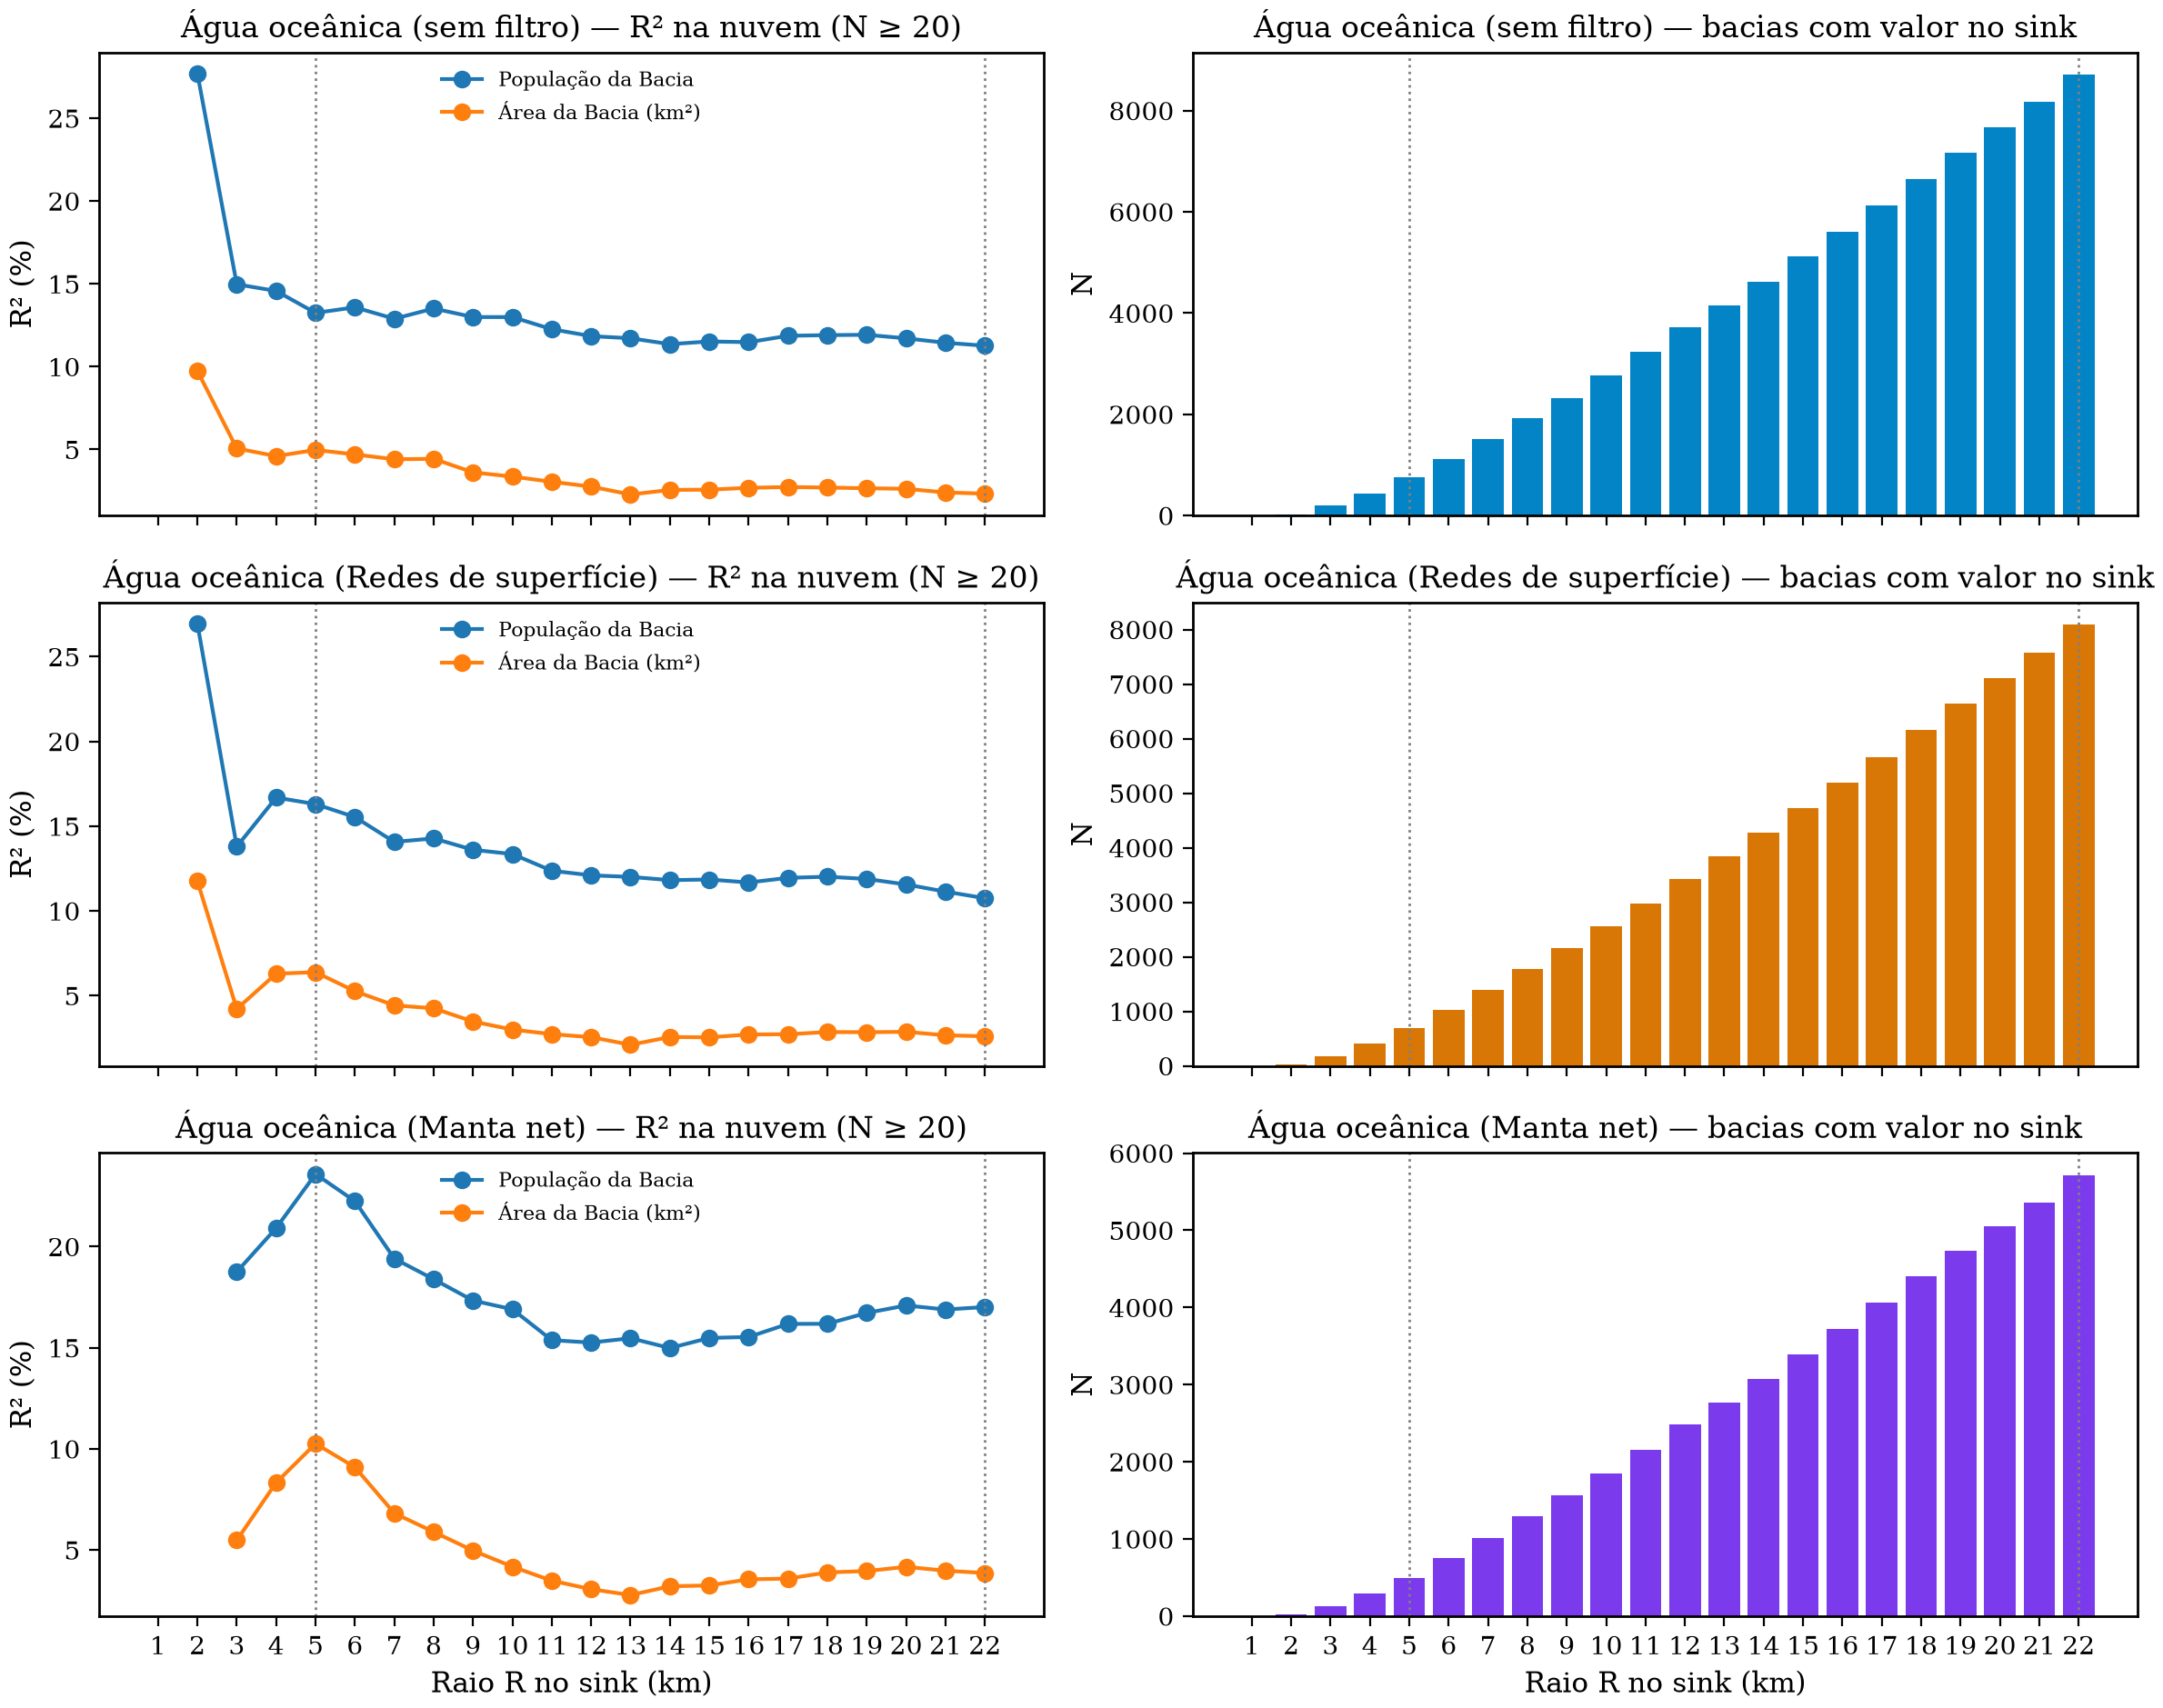 Água oceânica (sem filtro) — R² na nuvem (N ≥ 20)
População da Bacia
Área da Bacia (km²)
R² (%)
25
20
15
10
5
Água oceânica (sem filtro) — bacias com valor no sink
N
8000
6000
4000
2000
0
Água oceânica (Redes de superfície) — R² na nuvem (N ≥ 20)
População da Bacia
Área da Bacia (km²)
R² (%)
25
20
15
10
5
Água oceânica (Redes de superfície) — bacias com valor no sink
N
8000
7000
6000
5000
4000
3000
2000
1000
0
Água oceânica (Manta net) — R² na nuvem (N ≥ 20)
População da Bacia
Área da Bacia (km²)
R² (%)
20
15
10
5
1 2 3 4 5 6 7 8 9 10 11 12 13 14 15 16 17 18 19 20 21 22
Raio R no sink (km)
Água oceânica (Manta net) — bacias com valor no sink
N
6000
5000
4000
3000
2000
1000
0
1 2 3 4 5 6 7 8 9 10 11 12 13 14 15 16 17 18 19 20 21 22
Raio R no sink (km)